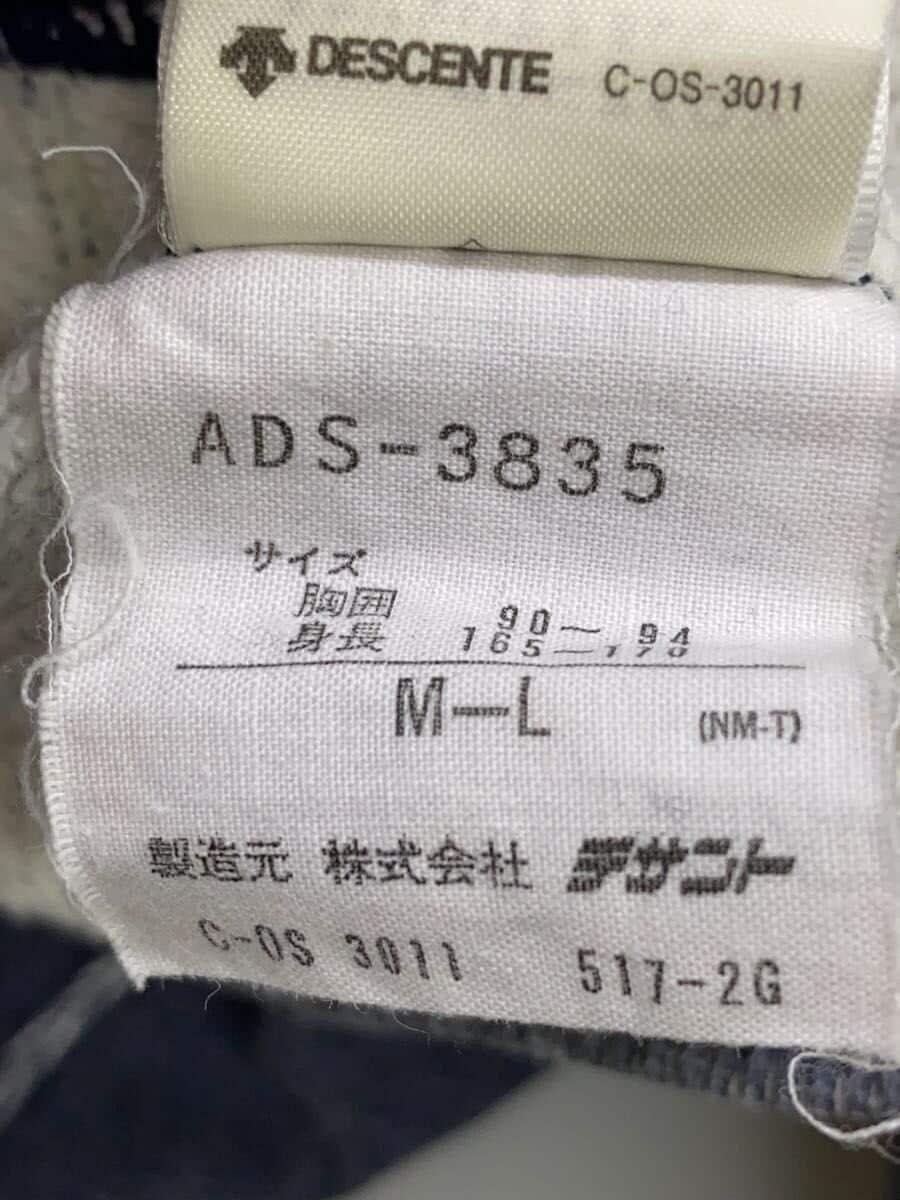 DESCENTE C-OS-3011
ADS-3835
サイズ
胸囲 90—94
身長 165—170
M—L (NM-T)
製造元 株式会社 デサント
C-OS 3011 517-2G